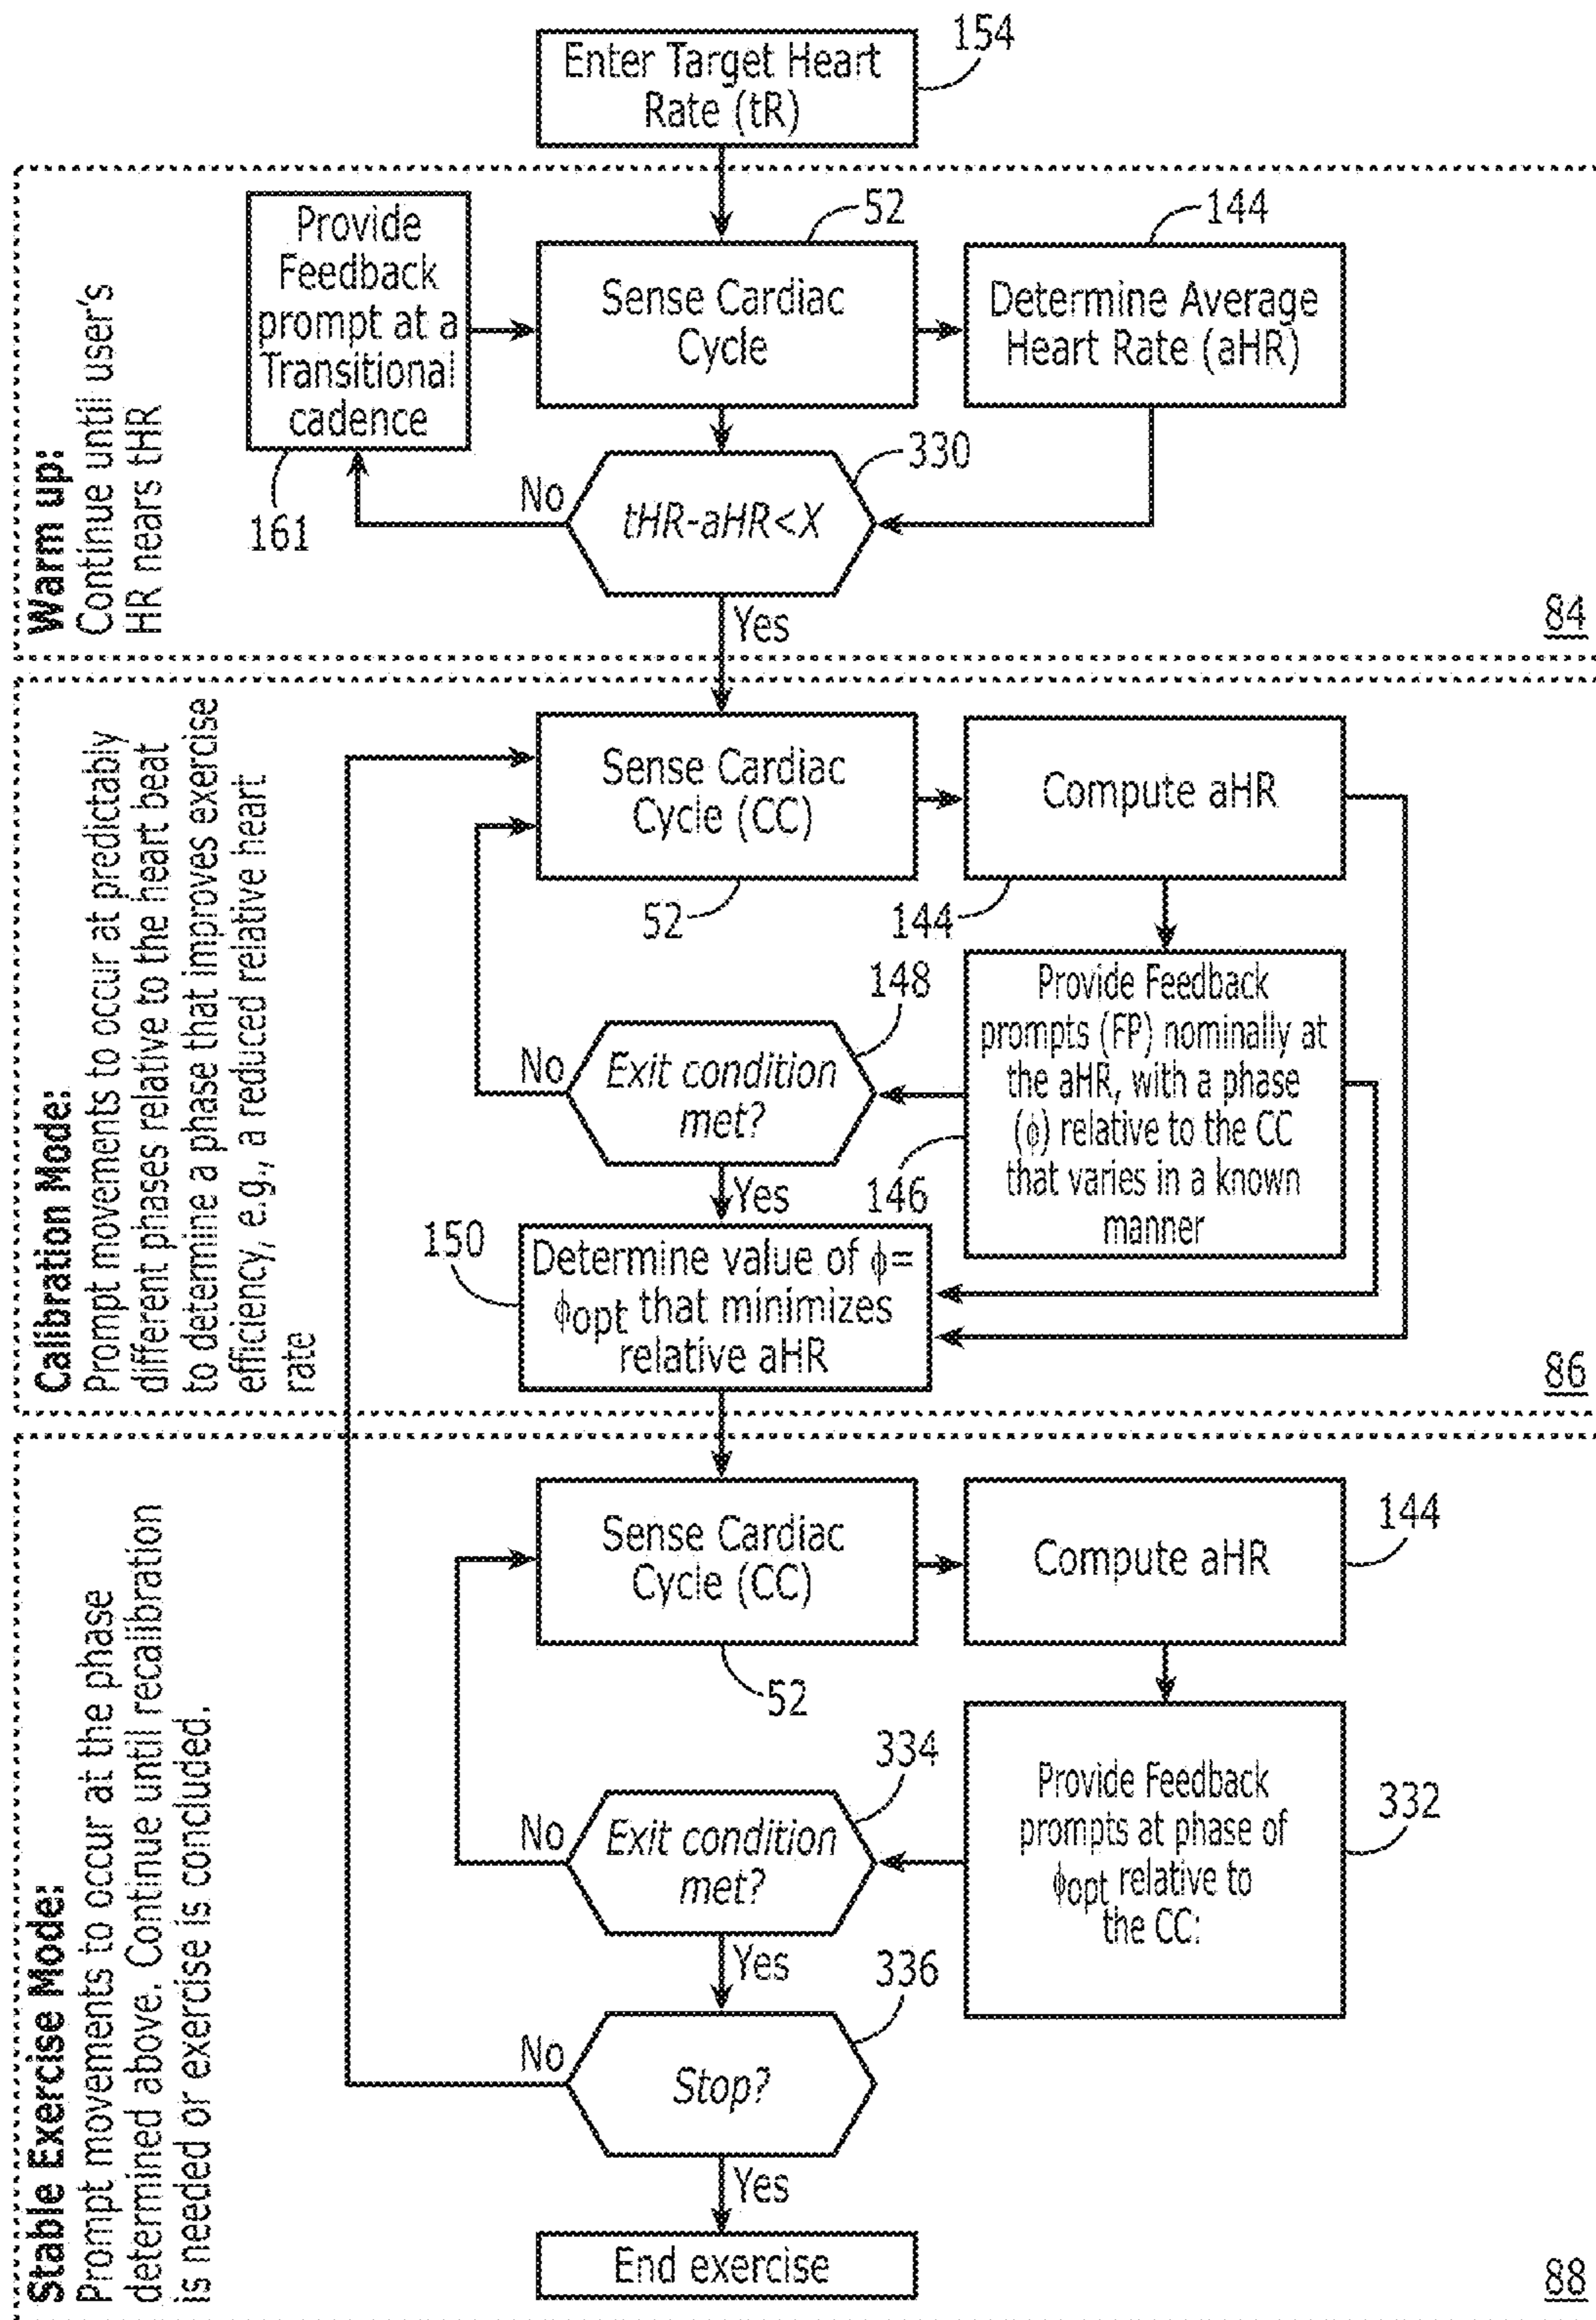 Enter Target Heart
Rate (tR)
154
Warm up:
Continue until user's
HR nears tHR
Provide
Feedback
prompt at a
Transitional
cadence
161
Sense Cardiac
Cycle
52
Determine Average
Heart Rate (aHR)
144
tHR-aHR<X
330
No
Yes
84
Calibration Mode:
Prompt movements to occur at predictably
different phases relative to the heart beat
to determine a phase that improves exercise
efficiency, e.g., a reduced relative heart
rate
Sense Cardiac
Cycle (CC)
52
Compute aHR
144
Provide Feedback
prompts (FP) nominally at
the aHR, with a phase
(ϕ) relative to the CC
that varies in a known
manner
146
Exit condition
met?
148
No
Yes
Determine value of ϕ=
ϕopt that minimizes
relative aHR
150
86
Stable Exercise Mode:
Prompt movements to occur at the phase
determined above. Continue until recalibration
is needed or exercise is concluded.
Sense Cardiac
Cycle (CC)
52
Compute aHR
144
Provide Feedback
prompts at phase of
ϕopt relative to
the CC:
332
Exit condition
met?
334
No
Yes
Stop?
336
No
Yes
End exercise
88